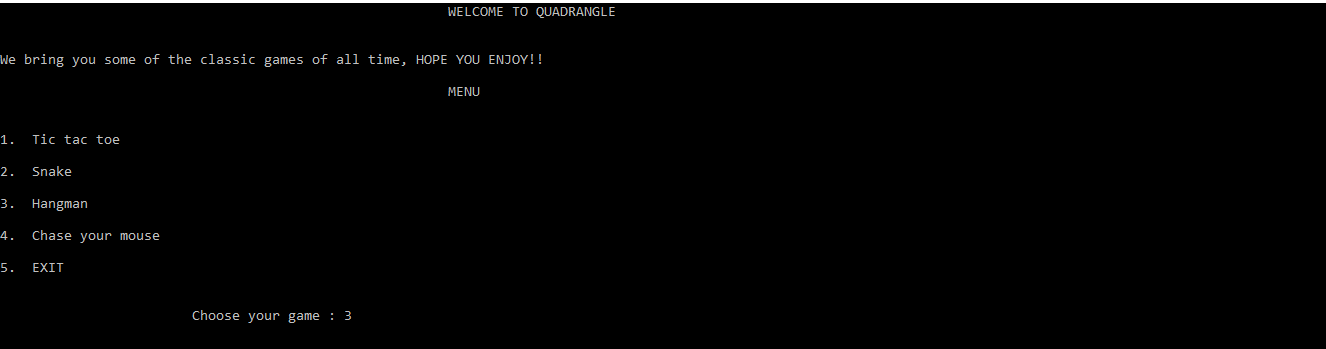 WELCOME TO QUADRANGLE
We bring you some of the classic games of all time, HOPE YOU ENJOY!!
MENU
1.  Tic tac toe
2.  Snake
3.  Hangman
4.  Chase your mouse
5.  EXIT
Choose your game : 3